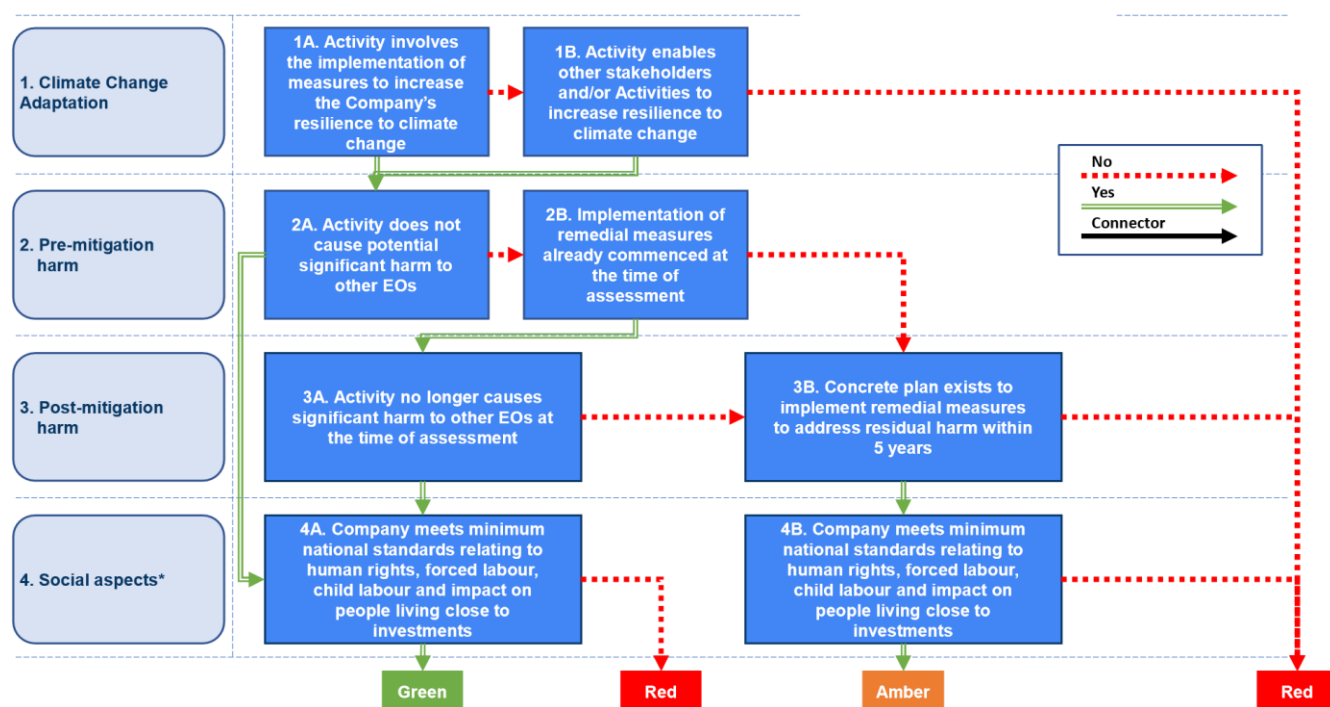 1. Climate Change
Adaptation
1A. Activity involves
the implementation of
measures to increase
the Company's
resilience to climate
change
1B. Activity enables
other stakeholders
and/or Activities to
increase resilience to
climate change
No
Yes
Connector
2. Pre-mitigation
harm
2A. Activity does not
cause potential
significant harm to
other EOs
2B. Implementation of
remedial measures
already commenced at
the time of
assessment
3. Post-mitigation
harm
3A. Activity no longer causes
significant harm to other EOs at
the time of assessment
3B. Concrete plan exists to
implement remedial measures
to address residual harm within
5 years
4. Social aspects*
4A. Company meets minimum
national standards relating to
human rights, forced labour,
child labour and impact on
people living close to
investments
4B. Company meets minimum
national standards relating to
human rights, forced labour,
child labour and impact on
people living close to
investments
Green
Red
Amber
Red